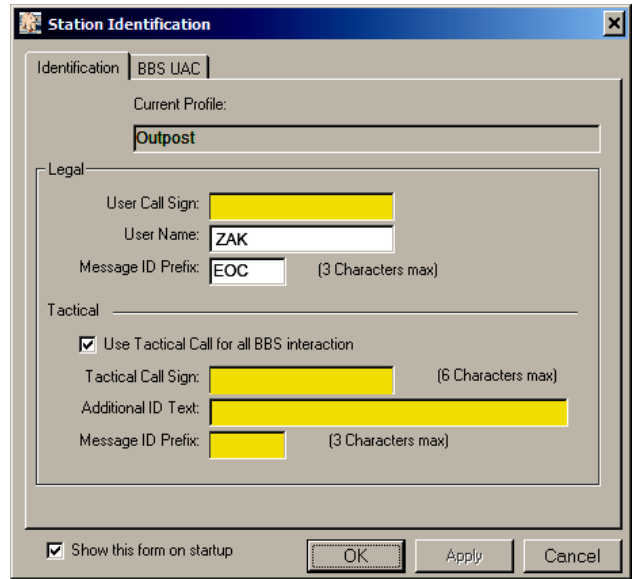 Station Identification
Identification BBS UAC
Current Profile:
Outpost
Legal
User Call Sign:
User Name: ZAK
Message ID Prefix: EOC (3 Characters max)
Tactical
Use Tactical Call for all BBS interaction
Tactical Call Sign: (6 Characters max)
Additional ID Text:
Message ID Prefix: (3 Characters max)
Show this form on startup OK Apply Cancel